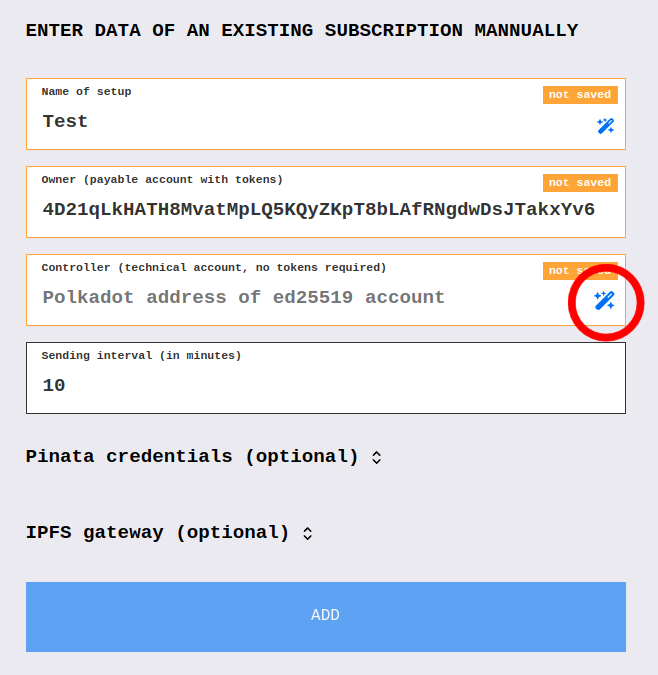 ENTER DATA OF AN EXISTING SUBSCRIPTION MANNUALLY
Name of setup
not saved
Test
Owner (payable account with tokens)
not saved
4D21qLkHATH8MvatMpLQ5KQyZKpT8bLAfRNgdwDsJTakxYv6
Controller (technical account, no tokens required)
not saved
Polkadot address of ed25519 account
Sending interval (in minutes)
10
Pinata credentials (optional)
IPFS gateway (optional)
ADD